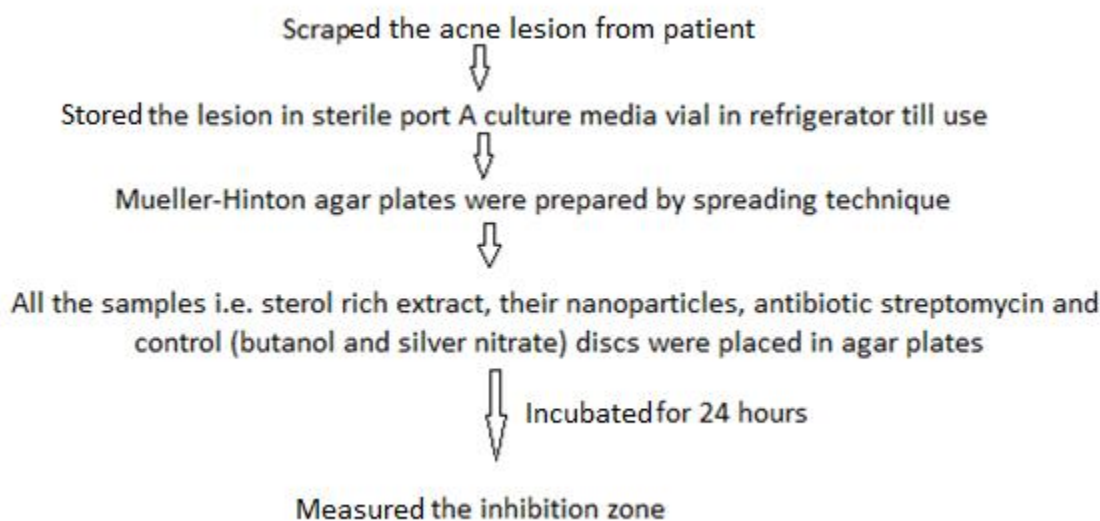 Scraped the acne lesion from patient
Stored the lesion in sterile port A culture media vial in refrigerator till use
Mueller-Hinton agar plates were prepared by spreading technique
All the samples i.e. sterol rich extract, their nanoparticles, antibiotic streptomycin and
control (butanol and silver nitrate) discs were placed in agar plates
Incubated for 24 hours
Measured the inhibition zone